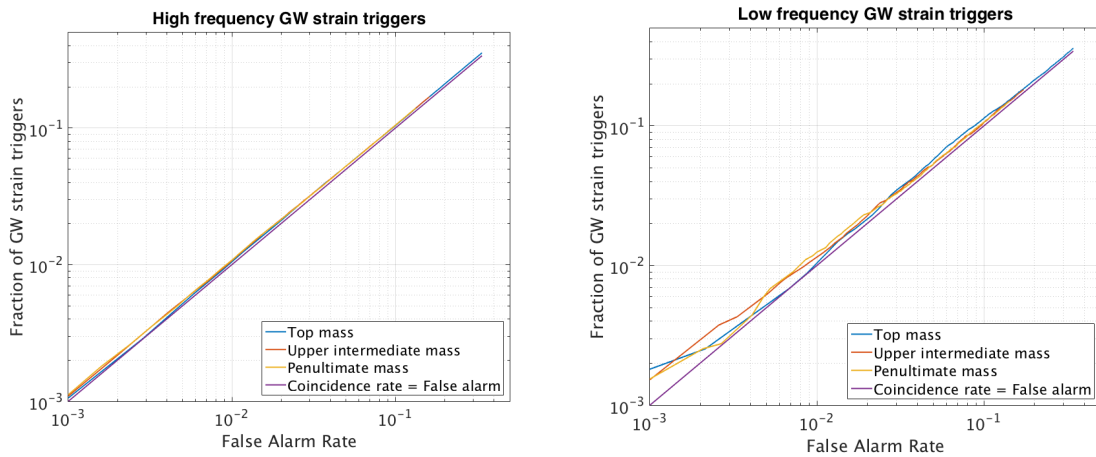 High frequency GW strain triggers
Fraction of GW strain triggers
10^-1
10^-2
10^-3
Top mass
Upper intermediate mass
Penultimate mass
Coincidence rate = False alarm
10^-3
10^-2
10^-1
False Alarm Rate
Low frequency GW strain triggers
Fraction of GW strain triggers
10^-1
10^-2
10^-3
Top mass
Upper intermediate mass
Penultimate mass
Coincidence rate = False alarm
10^-3
10^-2
10^-1
False Alarm Rate